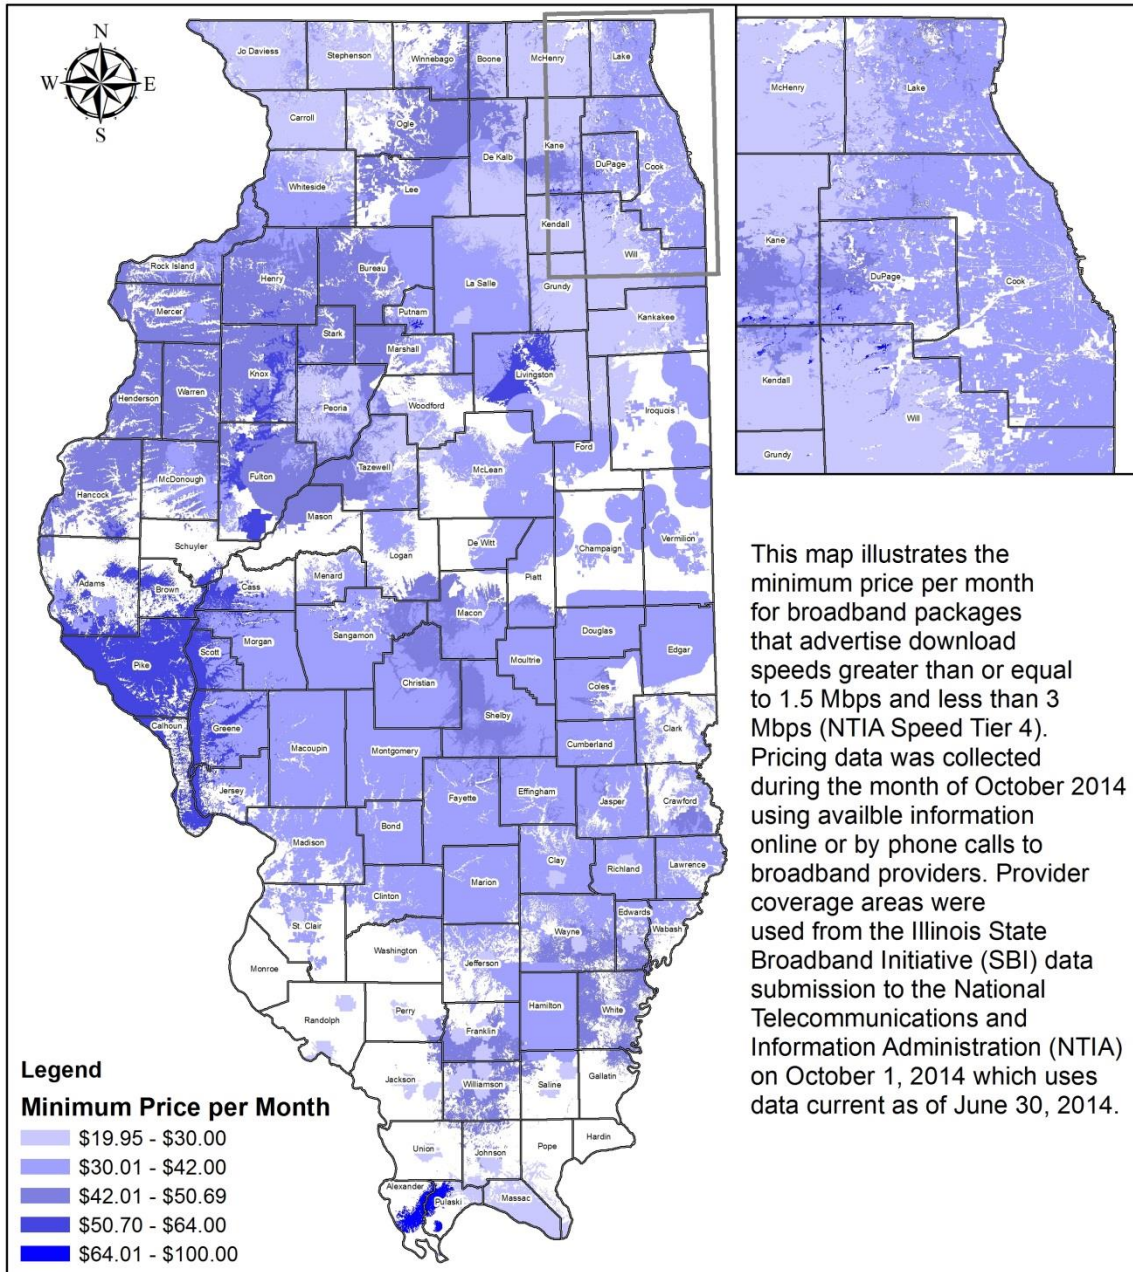 N
W
E
S
Jo Daviess
Stephenson
Winnebago
Boone
McHenry
Lake
Carroll
Ogle
De Kalb
Kane
DuPage
Cook
Whiteside
Lee
Kendall
Will
Rock Island
Henry
Bureau
La Salle
Grundy
Mercer
Putnam
Kankakee
Stark
Marshall
Knox
Livingston
Henderson
Warren
Peoria
Woodford
Iroquois
Ford
Hancock
McDonough
Fulton
Tazewell
McLean
Mason
Schuyler
Logan
De Witt
Champaign
Vermilion
Adams
Brown
Cass
Menard
Piatt
Macon
Pike
Scott
Morgan
Sangamon
Douglas
Edgar
Moultrie
Christian
Coles
Calhoun
Greene
Macoupin
Montgomery
Shelby
Cumberland
Clark
Jersey
Fayette
Effingham
Jasper
Crawford
Madison
Bond
Clay
Richland
Lawrence
Marion
Clinton
St. Clair
Washington
Wayne
Edwards
Wabash
Monroe
Jefferson
Hamilton
White
Randolph
Perry
Franklin
Jackson
Williamson
Saline
Gallatin
Union
Johnson
Pope
Hardin
Alexander
Pulaski
Massac
McHenry
Lake
Kane
DuPage
Cook
Kendall
Will
Grundy
This map illustrates the
minimum price per month
for broadband packages
that advertise download
speeds greater than or equal
to 1.5 Mbps and less than 3
Mbps (NTIA Speed Tier 4).
Pricing data was collected
during the month of October 2014
using availble information
online or by phone calls to
broadband providers. Provider
coverage areas were
used from the Illinois State
Broadband Initiative (SBI) data
submission to the National
Telecommunications and
Information Administration (NTIA)
on October 1, 2014 which uses
data current as of June 30, 2014.
Legend
Minimum Price per Month
$19.95 - $30.00
$30.01 - $42.00
$42.01 - $50.69
$50.70 - $64.00
$64.01 - $100.00